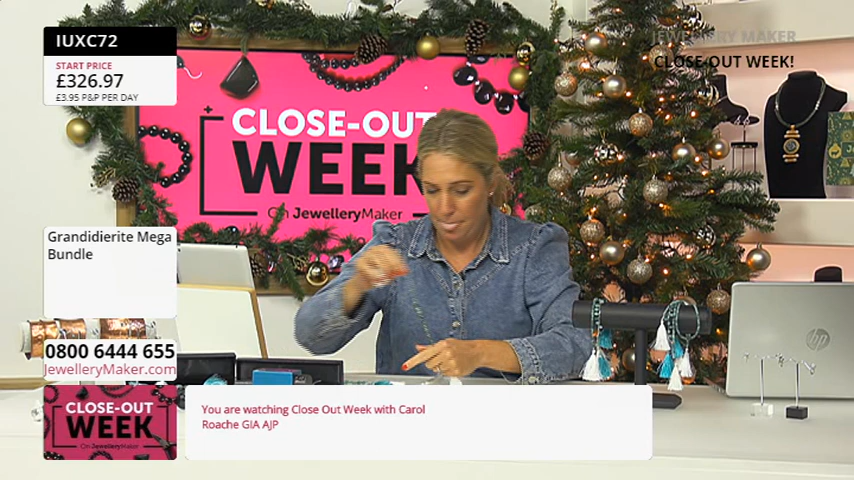 IUXC72
START PRICE
£326.97
£3.95 P&P PER DAY
JEWELLERY MAKER
CLOSE-OUT WEEK!
CLOSE-OUT
WEEK
On JewelleryMaker
Grandidierite Mega
Bundle
0800 6444 655
JewelleryMaker.com
CLOSE-OUT
WEEK
On JewelleryMaker
You are watching Close Out Week with Carol
Roache GIA AJP
hp